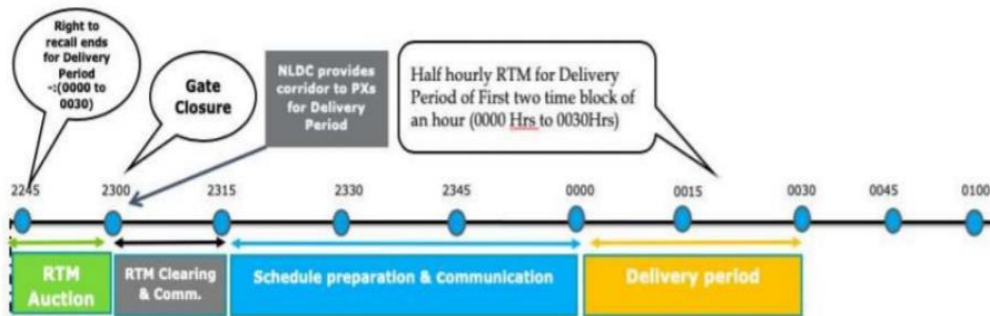 Right to
recall ends
for Delivery
Period
-:(0000 to
0030)
Gate
Closure
NLDC provides
corridor to PXs
for Delivery
Period
Half hourly RTM for Delivery
Period of First two time block of
an hour (0000 Hrs to 0030Hrs)
2245 2300 2315 2330 2345 0000 0015 0030 0045 0100
RTM
Auction
RTM Clearing
& Comm.
Schedule preparation & Communication
Delivery period